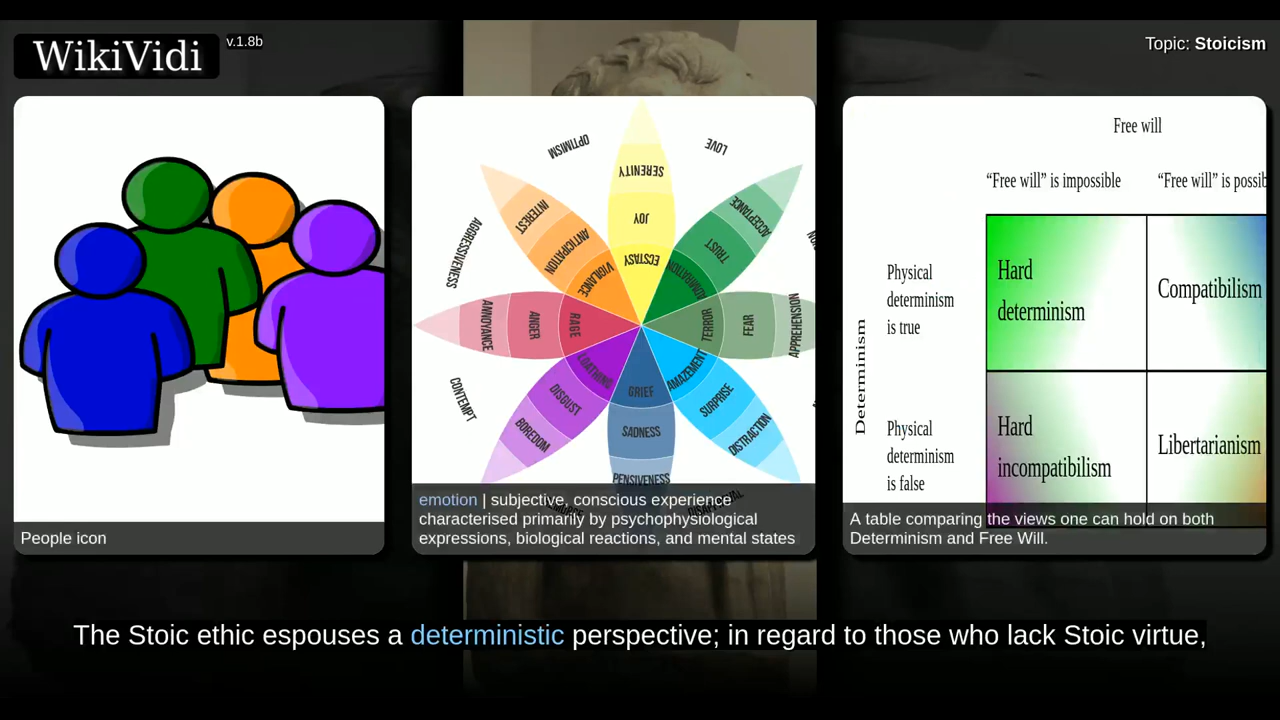 WikiVidi
v.1.8b
Topic: Stoicism
People icon
OPTIMISM
LOVE
SERENITY
JOY
ECSTASY
INTEREST
ANTICIPATION
VIGILANCE
ACCEPTANCE
TRUST
ADMIRATION
AGGRESSIVENESS
ANNOYANCE
ANGER
RAGE
TERROR
FEAR
APPREHENSION
LOATHING
DISGUST
BOREDOM
CONTEMPT
GRIEF
SADNESS
PENSIVENESS
AMAZEMENT
SURPRISE
DISTRACTION
emotion | subjective, conscious experience
characterised primarily by psychophysiological
expressions, biological reactions, and mental states
Free will
“Free will” is impossible
“Free will” is possib
Determinism
Physical
determinism
is true
Hard
determinism
Compatibilism
Physical
determinism
is false
Hard
incompatibilism
Libertarianism
A table comparing the views one can hold on both
Determinism and Free Will.
The Stoic ethic espouses a deterministic perspective; in regard to those who lack Stoic virtue,